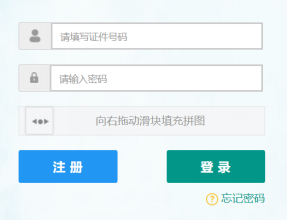 请填写证件号码
请输入密码
向右拖动滑块填充拼图
注 册 登 录
? 忘记密码